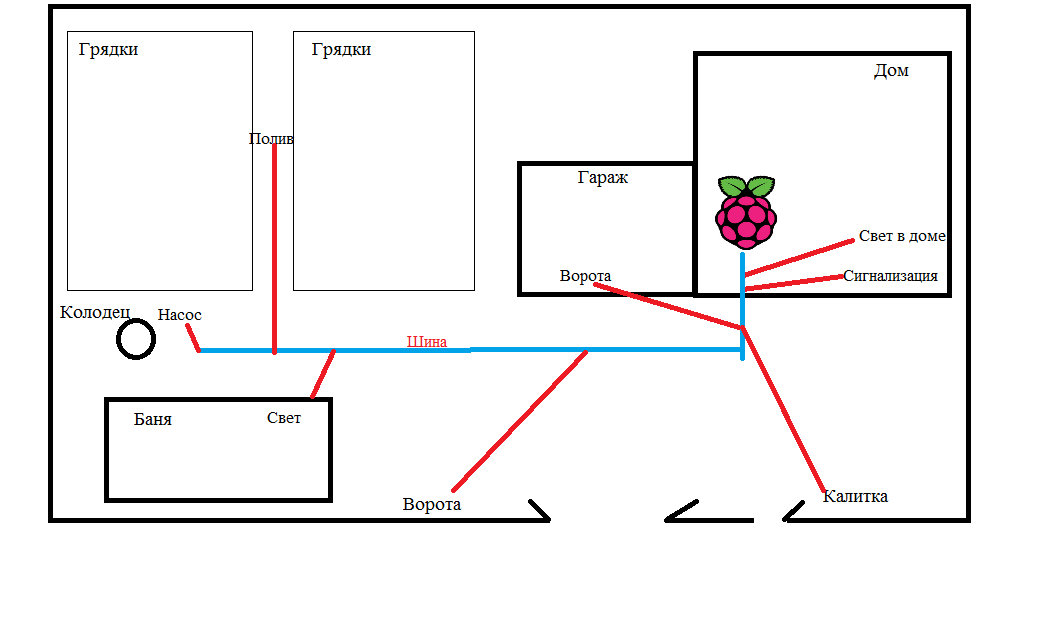 Грядки
Грядки
Дом
Полив
Гараж
Свет в доме
Ворота
Сигнализация
Колодец
Насос
Шина
Баня
Свет
Ворота
Калитка